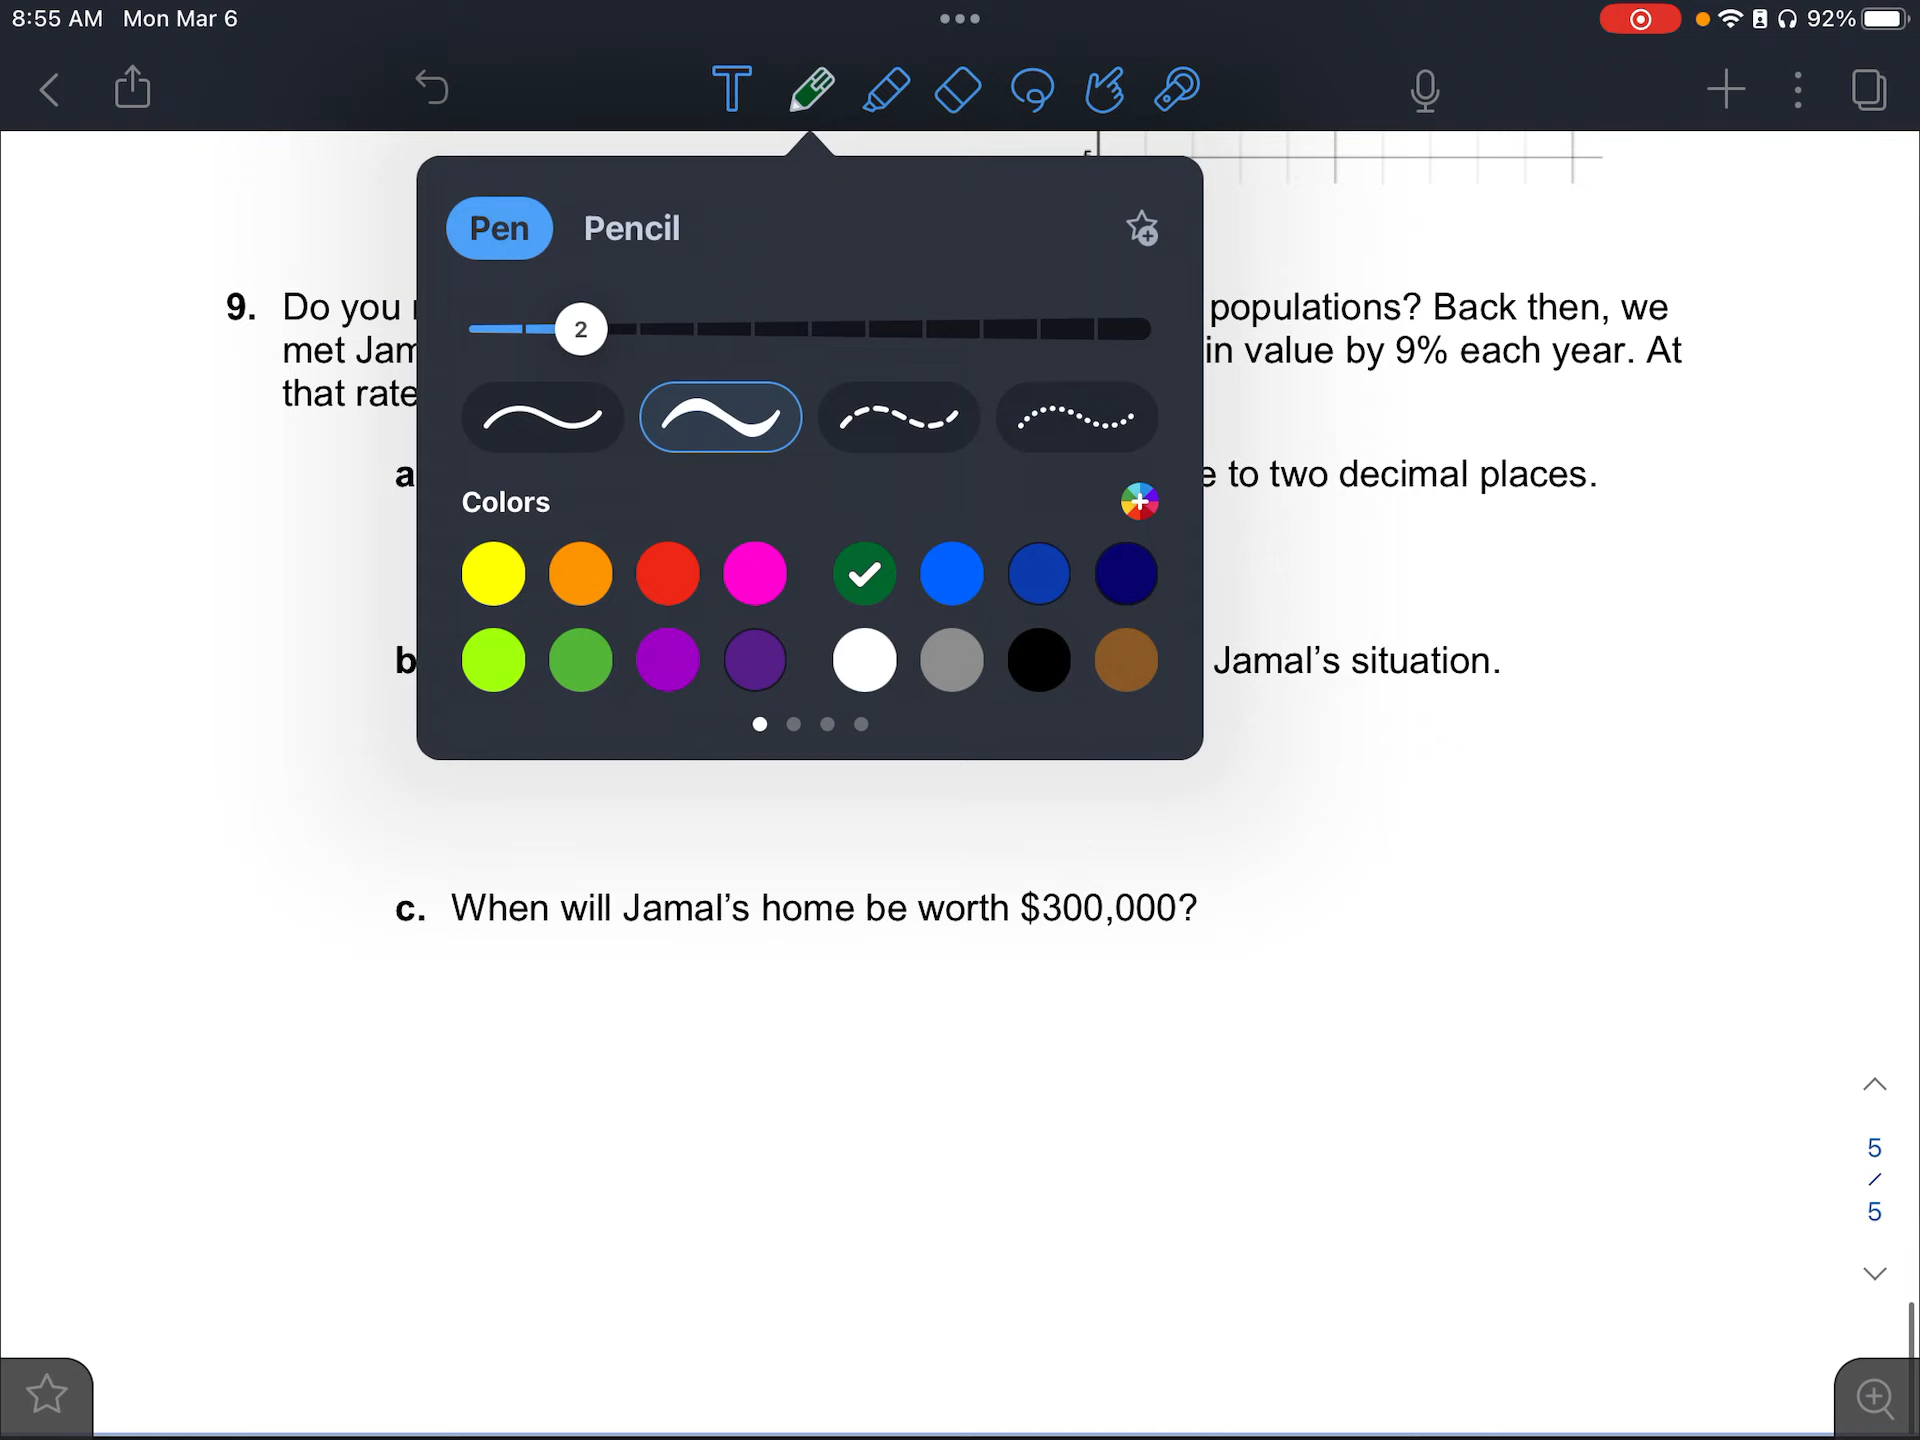 8:55 AM Mon Mar 6
92%
T
5
Pen Pencil
2
9. Do you populations? Back then, we
met Jam in value by 9% each year. At
that rate
a e to two decimal places.
Colors
b Jamal’s situation.
c. When will Jamal’s home be worth $300,000?
5
/
5